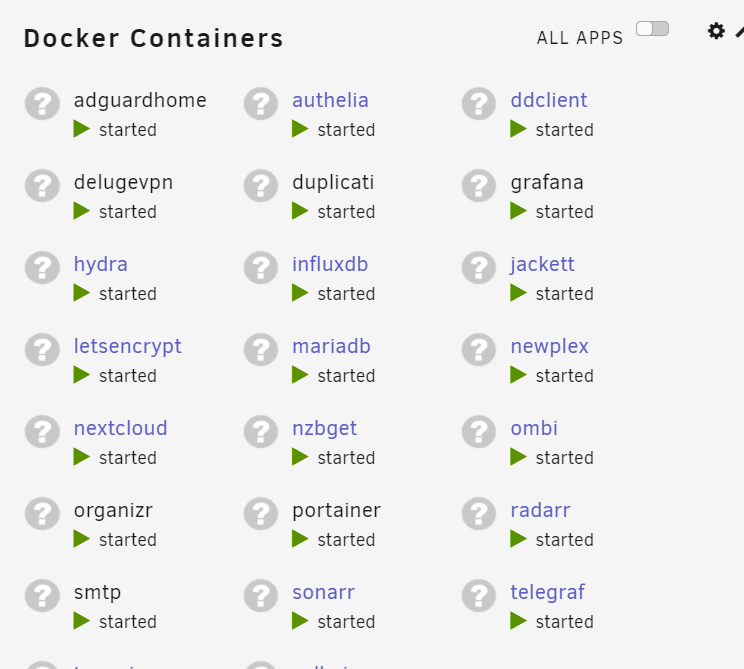 Docker Containers
ALL APPS
adguardhome authelia ddclient
started started started
delugevpn duplicati grafana
started started started
hydra influxdb jackett
started started started
letsencrypt mariadb newplex
started started started
nextcloud nzbget ombi
started started started
organizr portainer radarr
started started started
smtp sonarr telegraf
started started started